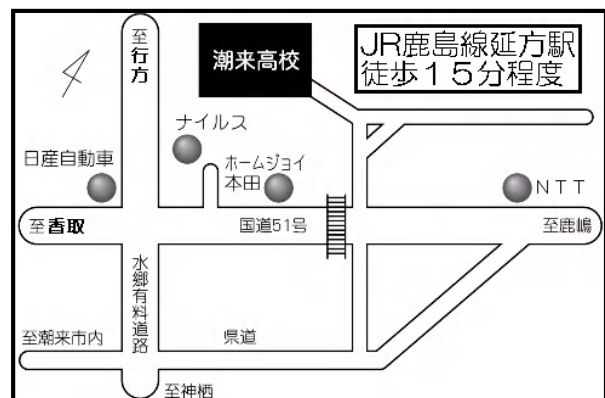 至行方
潮来高校
JR鹿島線延方駅
徒歩15分程度
ナイルス
日産自動車
ホームジョイ
本田
NTT
至香取
国道51号
至鹿嶋
水郷有料道路
至潮来市内
県道
至神栖